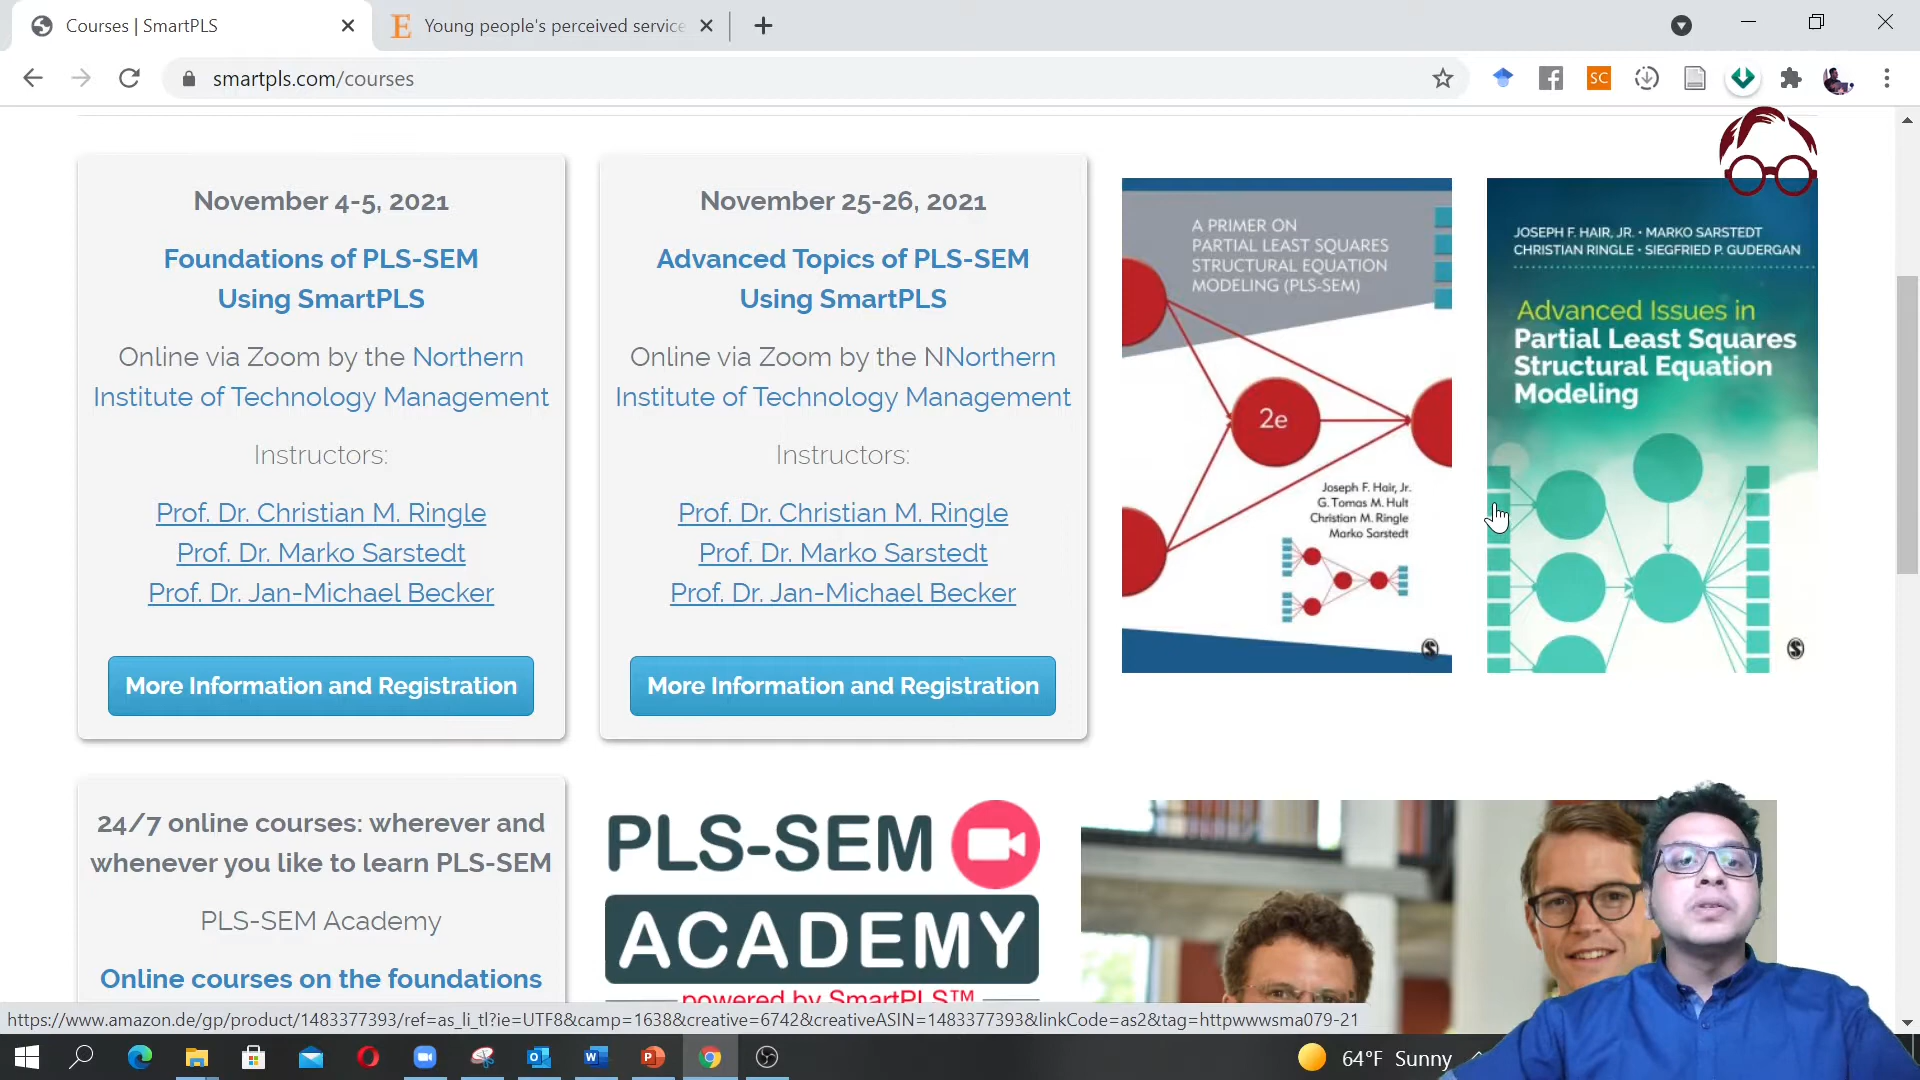 Courses | SmartPLS
Young people's perceived service
smartpls.com/courses
SC
November 4-5, 2021
Foundations of PLS-SEM
Using SmartPLS
Online via Zoom by the Northern
Institute of Technology Management
Instructors:
Prof. Dr. Christian M. Ringle
Prof. Dr. Marko Sarstedt
Prof. Dr. Jan-Michael Becker
More Information and Registration
November 25-26, 2021
Advanced Topics of PLS-SEM
Using SmartPLS
Online via Zoom by the NNorthern
Institute of Technology Management
Instructors:
Prof. Dr. Christian M. Ringle
Prof. Dr. Marko Sarstedt
Prof. Dr. Jan-Michael Becker
More Information and Registration
A PRIMER ON
PARTIAL LEAST SQUARES
STRUCTURAL EQUATION
MODELING (PLS-SEM)
2e
Joseph F. Hair, Jr.
G. Tomas M. Hult
Christian M. Ringle
Marko Sarstedt
JOSEPH F. HAIR, JR. • MARKO SARSTEDT
CHRISTIAN RINGLE • SIEGFRIED P. GUDERGAN
Advanced Issues in
Partial Least Squares
Structural Equation
Modeling
24/7 online courses: wherever and
whenever you like to learn PLS-SEM
PLS-SEM Academy
Online courses on the foundations
PLS-SEM
ACADEMY
powered by SmartPLS™
https://www.amazon.de/gp/product/1483377393/ref=as_li_tl?ie=UTF8&camp=1638&creative=6742&creativeASIN=1483377393&linkCode=as2&tag=httpwwwsma079-21
64°F Sunny